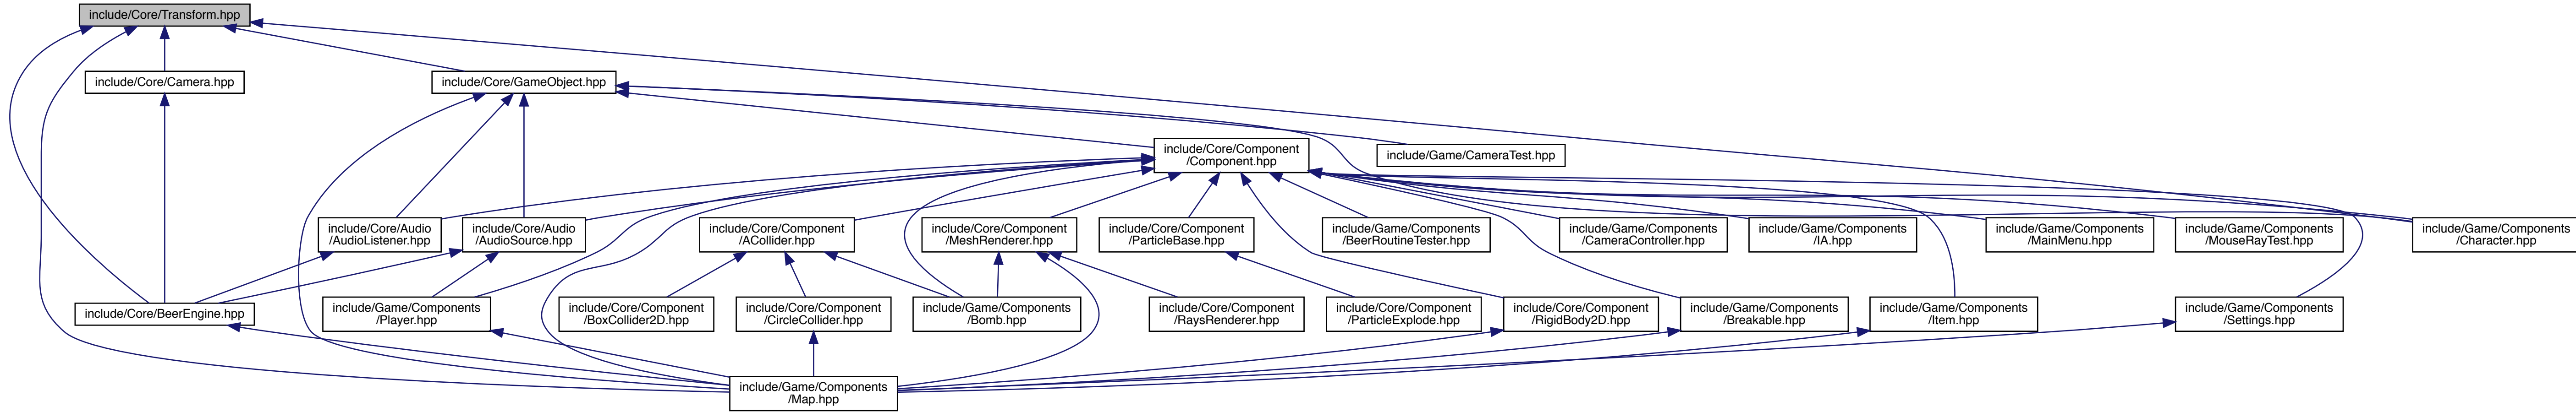 include/Core/Transform.hpp
include/Core/Camera.hpp
include/Core/GameObject.hpp
include/Core/Component
/Component.hpp
include/Game/CameraTest.hpp
include/Core/Audio
/AudioListener.hpp
include/Core/Audio
/AudioSource.hpp
include/Core/Component
/ACollider.hpp
include/Core/Component
/MeshRenderer.hpp
include/Core/Component
/ParticleBase.hpp
include/Game/Components
/BeerRoutineTester.hpp
include/Game/Components
/CameraController.hpp
include/Game/Components
/IA.hpp
include/Game/Components
/MainMenu.hpp
include/Game/Components
/MouseRayTest.hpp
include/Game/Components
/Character.hpp
include/Core/BeerEngine.hpp
include/Game/Components
/Player.hpp
include/Core/Component
/BoxCollider2D.hpp
include/Core/Component
/CircleCollider.hpp
include/Game/Components
/Bomb.hpp
include/Core/Component
/RaysRenderer.hpp
include/Core/Component
/ParticleExplode.hpp
include/Core/Component
/RigidBody2D.hpp
include/Game/Components
/Breakable.hpp
include/Game/Components
/Item.hpp
include/Game/Components
/Settings.hpp
include/Game/Components
/Map.hpp